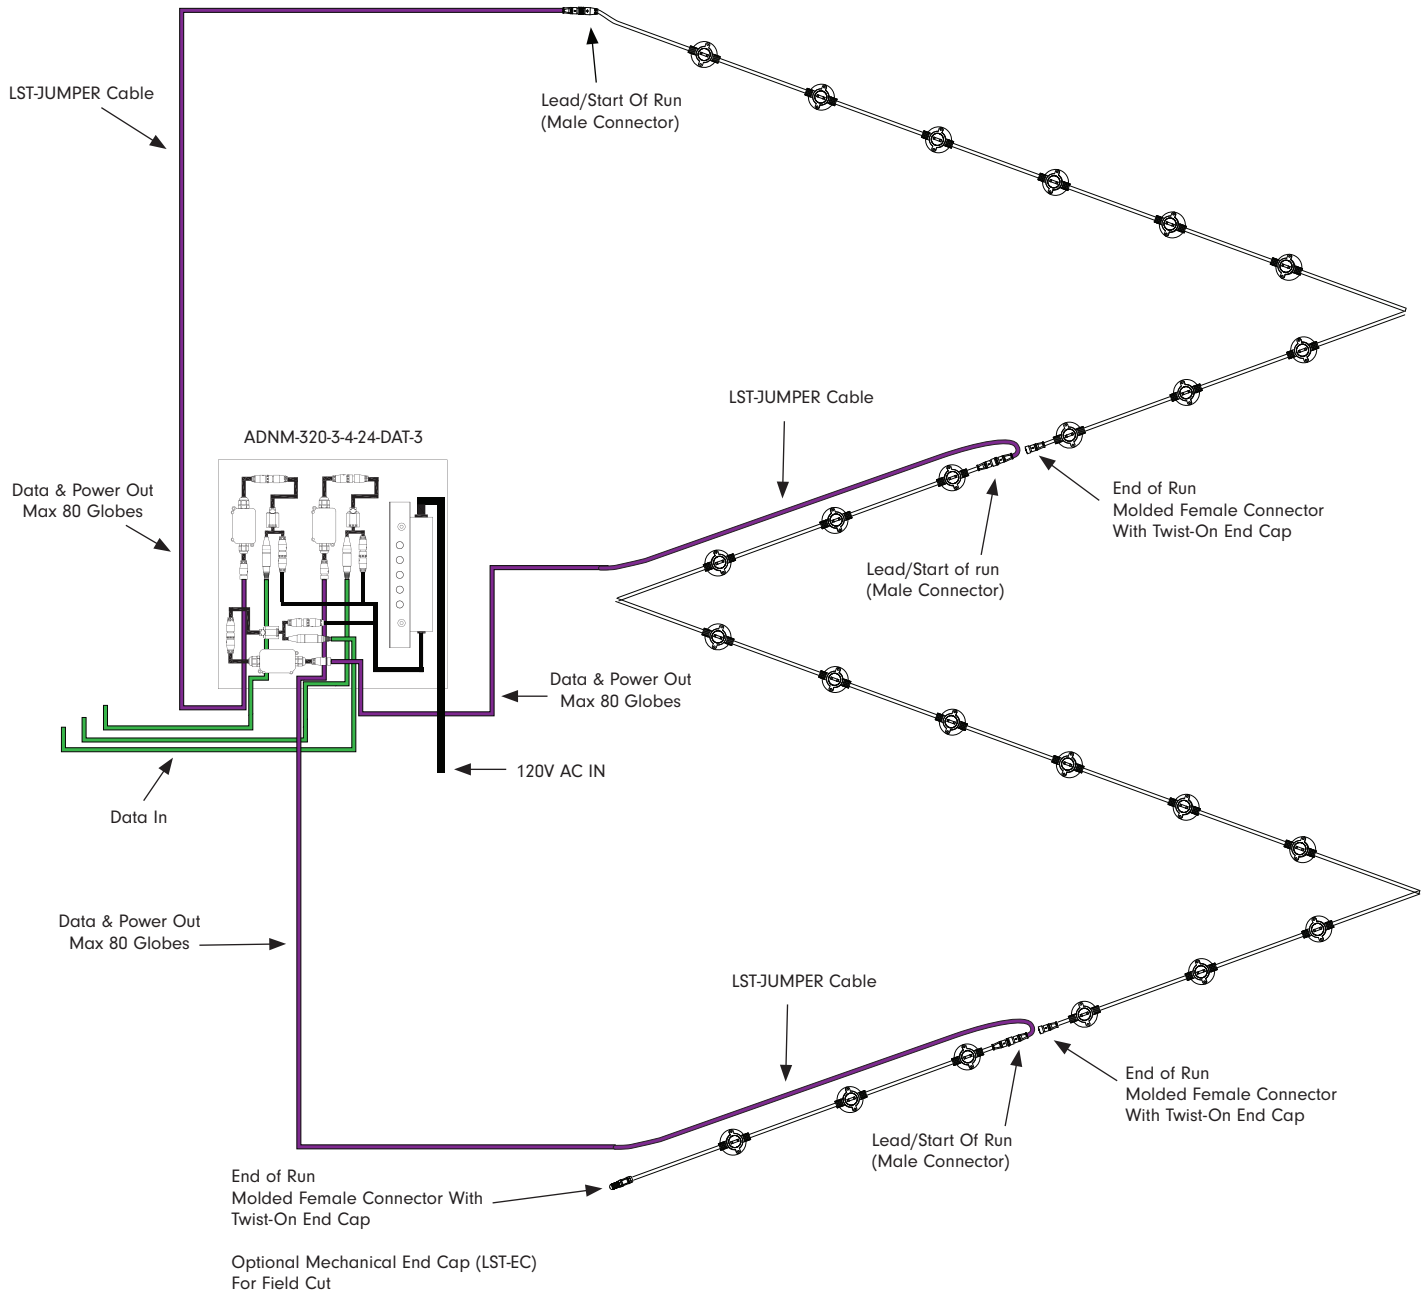 LST-JUMPER Cable
Lead/Start Of Run
(Male Connector)
ADNM-320-3-4-24-DAT-3
LST-JUMPER Cable
Data & Power Out
Max 80 Globes
End of Run
Molded Female Connector
With Twist-On End Cap
Lead/Start of run
(Male Connector)
Data & Power Out
Max 80 Globes
120V AC IN
Data In
Data & Power Out
Max 80 Globes
LST-JUMPER Cable
End of Run
Molded Female Connector
With Twist-On End Cap
Lead/Start Of Run
(Male Connector)
End of Run
Molded Female Connector With
Twist-On End Cap
Optional Mechanical End Cap (LST-EC)
For Field Cut